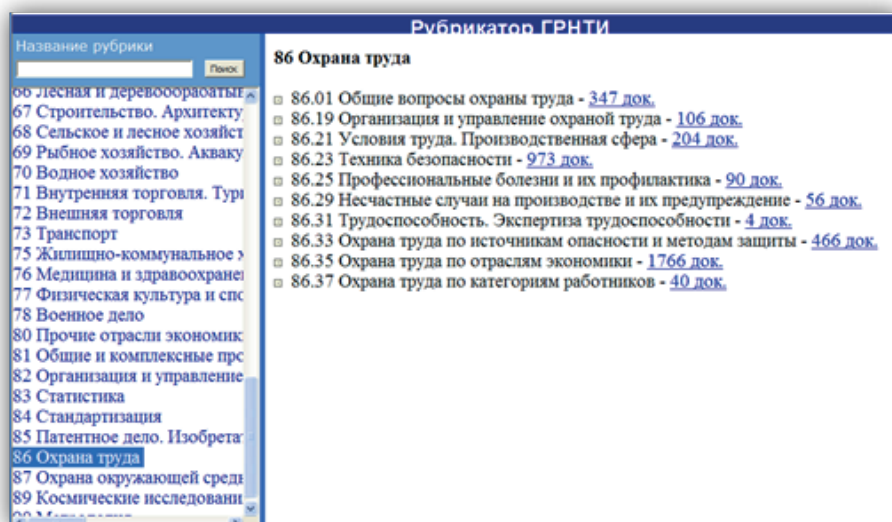 Рубрикатор ГРНТИ
Название рубрики
Поиск
66 Лесная и деревообрабатыв
67 Строительство. Архитекту
68 Сельское и лесное хозяйст
69 Рыбное хозяйство. Акваку
70 Водное хозяйство
71 Внутренняя торговля. Тури
72 Внешняя торговля
73 Транспорт
75 Жилищно-коммунальное х
76 Медицина и здравоохране
77 Физическая культура и спо
78 Военное дело
80 Прочие отрасли экономик
81 Общие и комплексные про
82 Организация и управление
83 Статистика
84 Стандартизация
85 Патентное дело. Изобретат
86 Охрана труда
87 Охрана окружающей среды
89 Космические исследовани
90 Метрология
86 Охрана труда
86.01 Общие вопросы охраны труда - 347 док.
86.19 Организация и управление охраной труда - 106 док.
86.21 Условия труда. Производственная сфера - 204 док.
86.23 Техника безопасности - 973 док.
86.25 Профессиональные болезни и их профилактика - 90 док.
86.29 Несчастные случаи на производстве и их предупреждение - 56 док.
86.31 Трудоспособность. Экспертиза трудоспособности - 4 док.
86.33 Охрана труда по источникам опасности и методам защиты - 466 док.
86.35 Охрана труда по отраслям экономики - 1766 док.
86.37 Охрана труда по категориям работников - 40 док.